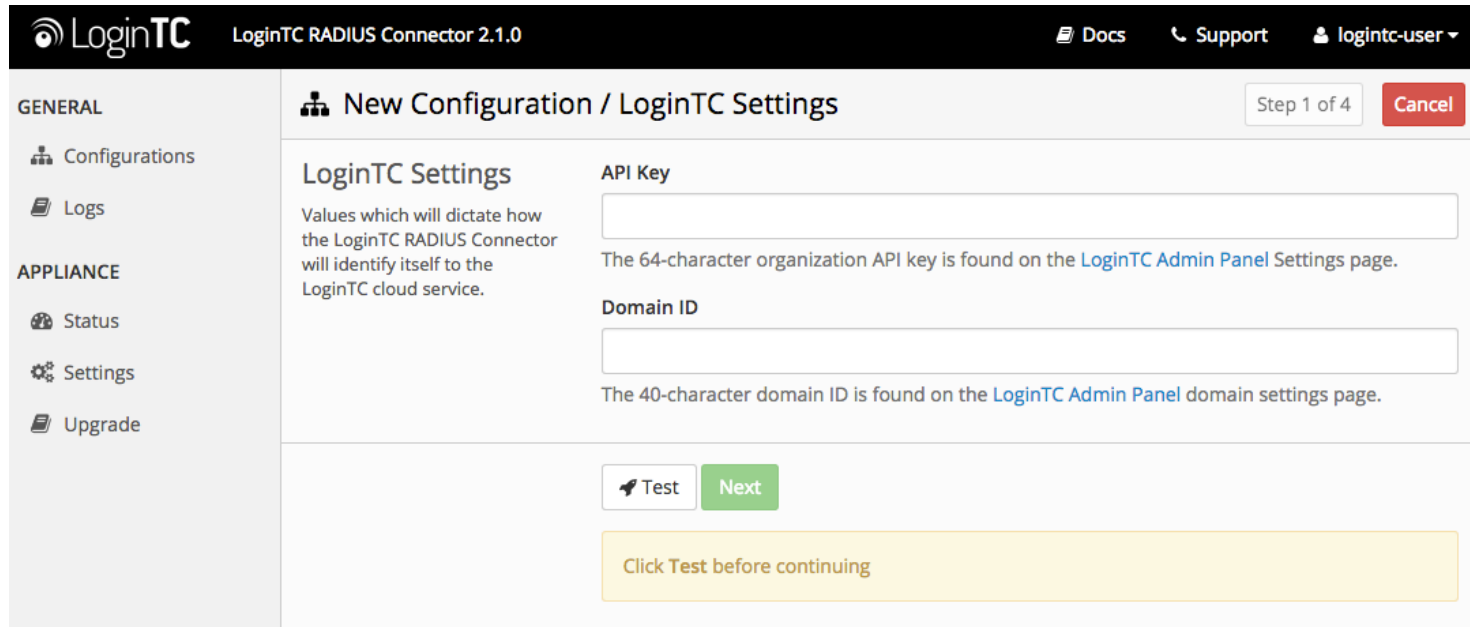 LoginTC LoginTC RADIUS Connector 2.1.0 Docs Support logintc-user
GENERAL
Configurations
Logs
APPLIANCE
Status
Settings
Upgrade
New Configuration / LoginTC Settings Step 1 of 4 Cancel
LoginTC Settings
Values which will dictate how
the LoginTC RADIUS Connector
will identify itself to the
LoginTC cloud service.
API Key
The 64-character organization API key is found on the LoginTC Admin Panel Settings page.
Domain ID
The 40-character domain ID is found on the LoginTC Admin Panel domain settings page.
Test Next
Click Test before continuing